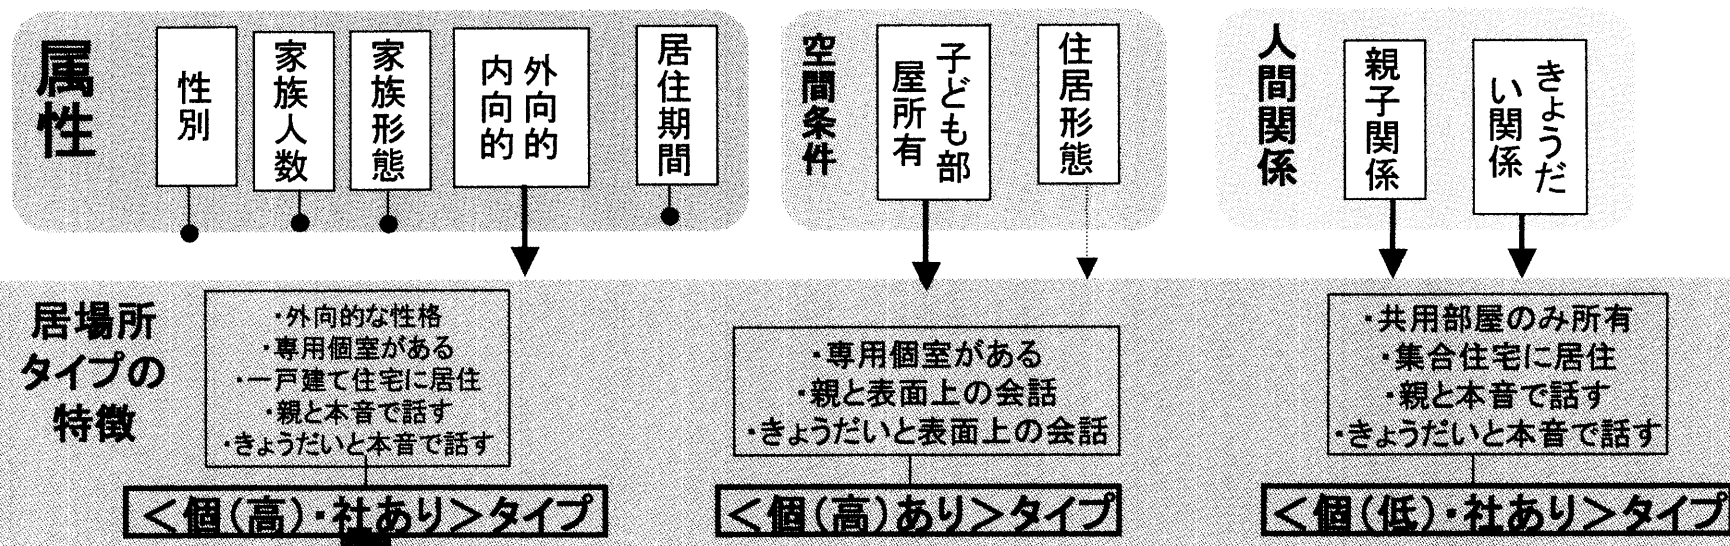 属性
性別
家族人数
家族形態
外向的
内向的
居住期間
空間条件
子ども部
屋所有
住居形態
人間関係
親子関係
きょうだ
い関係
居場所
タイプの
特徴
・外向的な性格
・専用個室がある
・一戸建て住宅に居住
・親と本音で話す
・きょうだいと本音で話す
＜個(高)・社あり＞タイプ
・専用個室がある
・親と表面上の会話
・きょうだいと表面上の会話
＜個(高)あり＞タイプ
・共用部屋のみ所有
・集合住宅に居住
・親と本音で話す
・きょうだいと本音で話す
＜個(低)・社あり＞タイプ